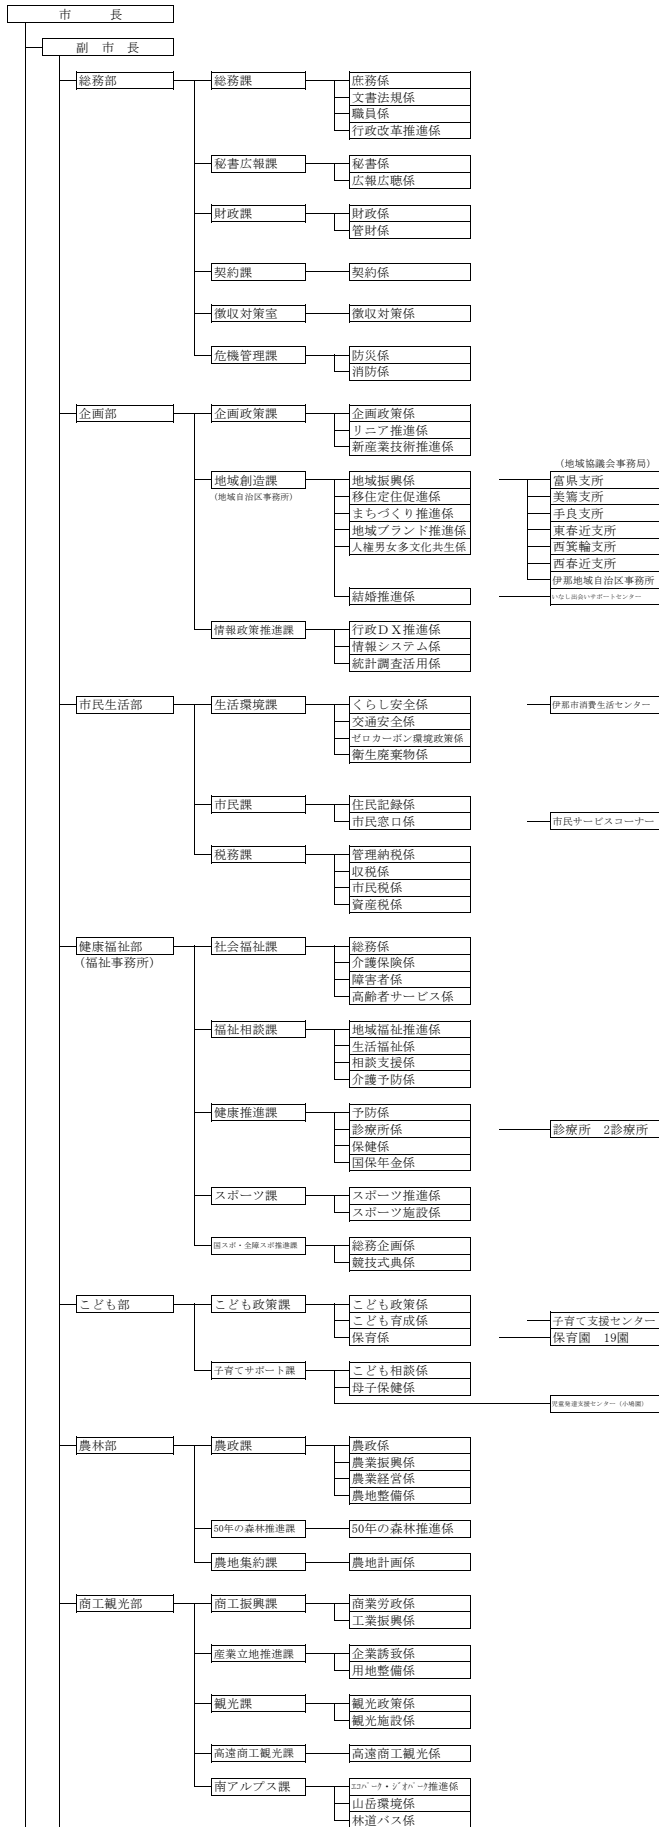 市　　長
副　市　長
総務部　総務課　庶務係
文書法規係
職員係
行政改革推進係
秘書広報課　秘書係
広報広聴係
財政課　財政係
管財係
契約課　契約係
徴収対策室　徴収対策係
危機管理課　防災係
消防係
企画部　企画政策課　企画政策係
リニア推進係
新産業技術推進係
（地域協議会事務局）
地域創造課　地域振興係　富県支所
（地域自治区事務所）　移住定住促進係　美篶支所
まちづくり推進係　手良支所
地域ブランド推進係　東春近支所
人権男女多文化共生係　西箕輪支所
西春近支所
伊那地域自治区事務所
結婚推進係　いなし出会いサポートセンター
情報政策推進課　行政ＤＸ推進係
情報システム係
統計調査活用係
市民生活部　生活環境課　くらし安全係　伊那市消費生活センター
交通安全係
ゼロカーボン環境政策係
衛生廃棄物係
市民課　住民記録係
市民窓口係　市民サービスコーナー
税務課　管理納税係
収税係
市民税係
資産税係
健康福祉部　社会福祉課　総務係
（福祉事務所）　介護保険係
障害者係
高齢者サービス係
福祉相談課　地域福祉推進係
生活福祉係
相談支援係
介護予防係
健康推進課　予防係
診療所係　診療所　2診療所
保健係
国保年金係
スポーツ課　スポーツ推進係
スポーツ施設係
国スポ・全障スポ推進課　総務企画係
競技式典係
こども部　こども政策課　こども政策係
こども育成係　子育て支援センター
保育係　保育園　19園
子育てサポート課　こども相談係
母子保健係
児童発達支援センター（小鳩園）
農林部　農政課　農政係
農業振興係
農業経営係
農地整備係
50年の森林推進課　50年の森林推進係
農地集約課　農地計画係
商工観光部　商工振興課　商業労政係
工業振興係
産業立地推進課　企業誘致係
用地整備係
観光課　観光政策係
観光施設係
高遠商工観光課　高遠商工観光係
南アルプス課　ｴｺﾊﾟｰｸ・ｼﾞｵﾊﾟｰｸ推進係
山岳環境係
林道バス係